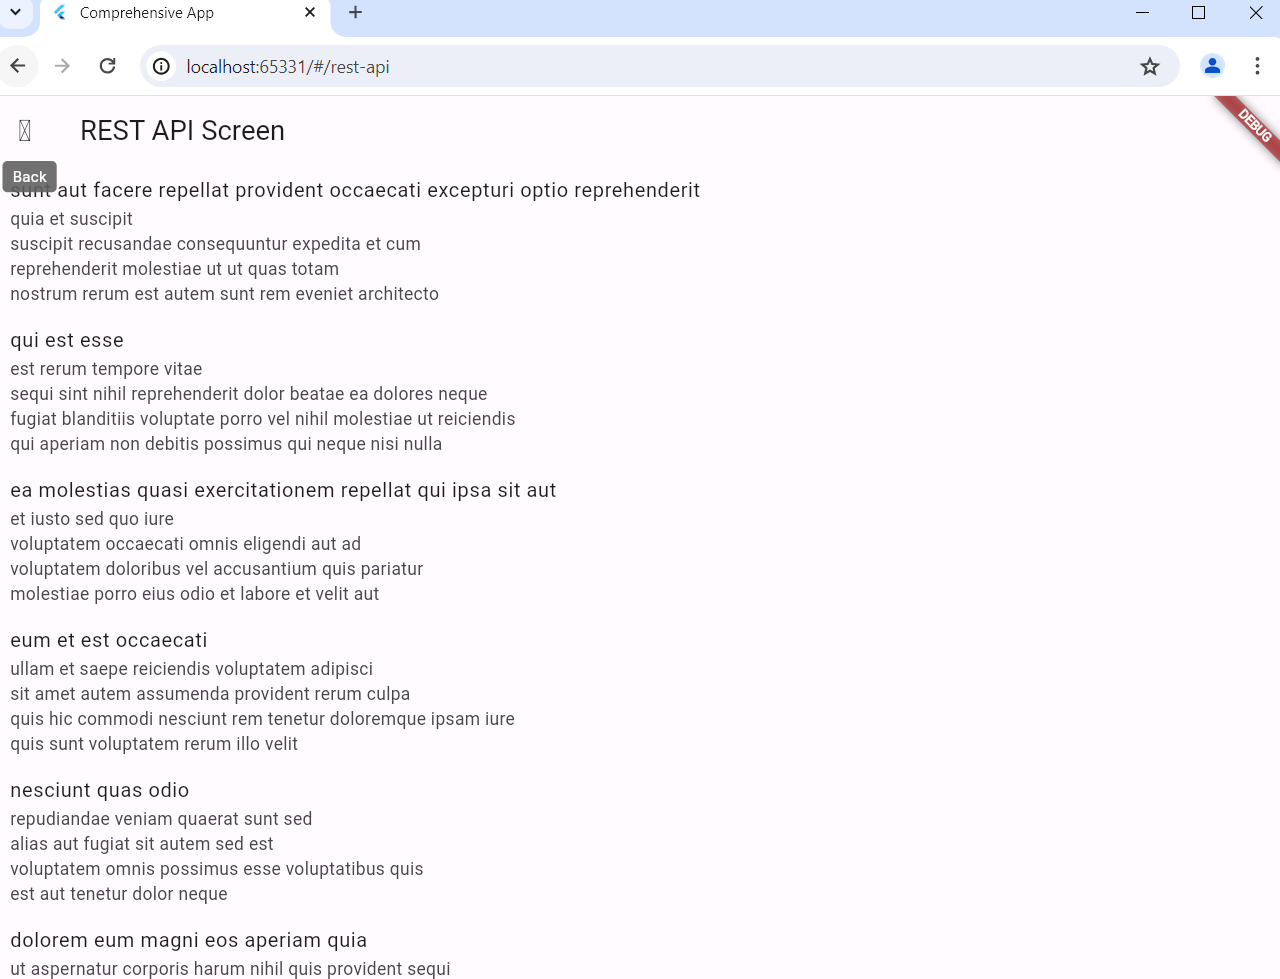 Comprehensive App
localhost:65331/#/rest-api
REST API Screen
DEBUG
Back
sunt aut facere repellat provident occaecati excepturi optio reprehenderit
quia et suscipit
suscipit recusandae consequuntur expedita et cum
reprehenderit molestiae ut ut quas totam
nostrum rerum est autem sunt rem eveniet architecto
qui est esse
est rerum tempore vitae
sequi sint nihil reprehenderit dolor beatae ea dolores neque
fugiat blanditiis voluptate porro vel nihil molestiae ut reiciendis
qui aperiam non debitis possimus qui neque nisi nulla
ea molestias quasi exercitationem repellat qui ipsa sit aut
et iusto sed quo iure
voluptatem occaecati omnis eligendi aut ad
voluptatem doloribus vel accusantium quis pariatur
molestiae porro eius odio et labore et velit aut
eum et est occaecati
ullam et saepe reiciendis voluptatem adipisci
sit amet autem assumenda provident rerum culpa
quis hic commodi nesciunt rem tenetur doloremque ipsam iure
quis sunt voluptatem rerum illo velit
nesciunt quas odio
repudiandae veniam quaerat sunt sed
alias aut fugiat sit autem sed est
voluptatem omnis possimus esse voluptatibus quis
est aut tenetur dolor neque
dolorem eum magni eos aperiam quia
ut aspernatur corporis harum nihil quis provident sequi